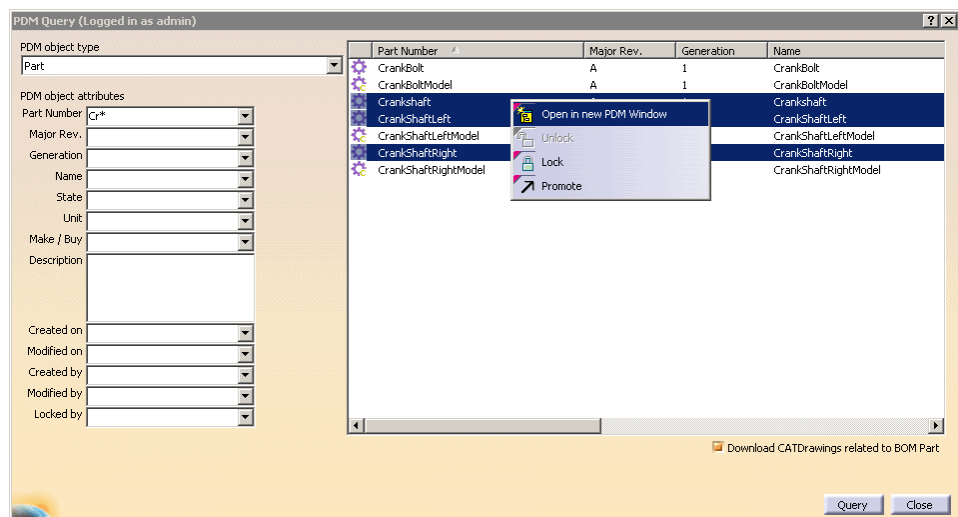 PDM Query (Logged in as admin)
PDM object type
Part
PDM object attributes
Part Number Cr*
Major Rev.
Generation
Name
State
Unit
Make / Buy
Description
Created on
Modified on
Created by
Modified by
Locked by
Part Number Major Rev. Generation Name
CrankBolt A 1 CrankBolt
CrankBoltModel A 1 CrankBoltModel
Crankshaft Crankshaft
CrankShaftLeft CrankShaftLeft
CrankShaftLeftModel CrankShaftLeftModel
CrankShaftRight CrankShaftRight
CrankShaftRightModel CrankShaftRightModel
Open in new PDM Window
Unlock
Lock
Promote
Download CATDrawings related to BOM Part
Query Close